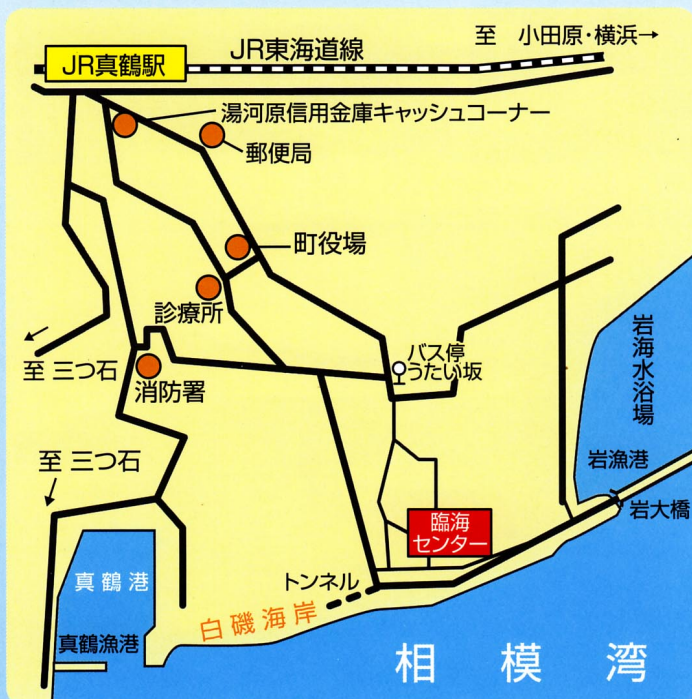 至 小田原・横浜→
JR東海道線
JR真鶴駅
湯河原信用金庫キャッシュコーナー
郵便局
町役場
診療所
至 三つ石
消防署
バス停
うたい坂
岩海水浴場
至 三つ石
岩漁港
岩大橋
臨海
センター
トンネル
真鶴港
白磯海岸
真鶴漁港
相模湾